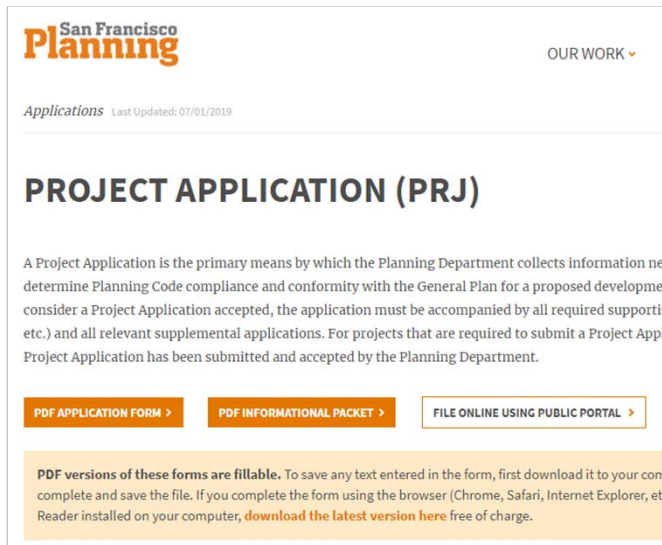 San Francisco
Planning
OUR WORK
Applications Last Updated: 07/01/2019
PROJECT APPLICATION (PRJ)
A Project Application is the primary means by which the Planning Department collects information ne
determine Planning Code compliance and conformity with the General Plan for a proposed developme
consider a Project Application accepted, the application must be accompanied by all required supporti
etc.) and all relevant supplemental applications. For projects that are required to submit a Project App
Project Application has been submitted and accepted by the Planning Department.
PDF APPLICATION FORM > PDF INFORMATIONAL PACKET > FILE ONLINE USING PUBLIC PORTAL >
PDF versions of these forms are fillable. To save any text entered in the form, first download it to your com
complete and save the file. If you complete the form using the browser (Chrome, Safari, Internet Explorer, et
Reader installed on your computer, download the latest version here free of charge.